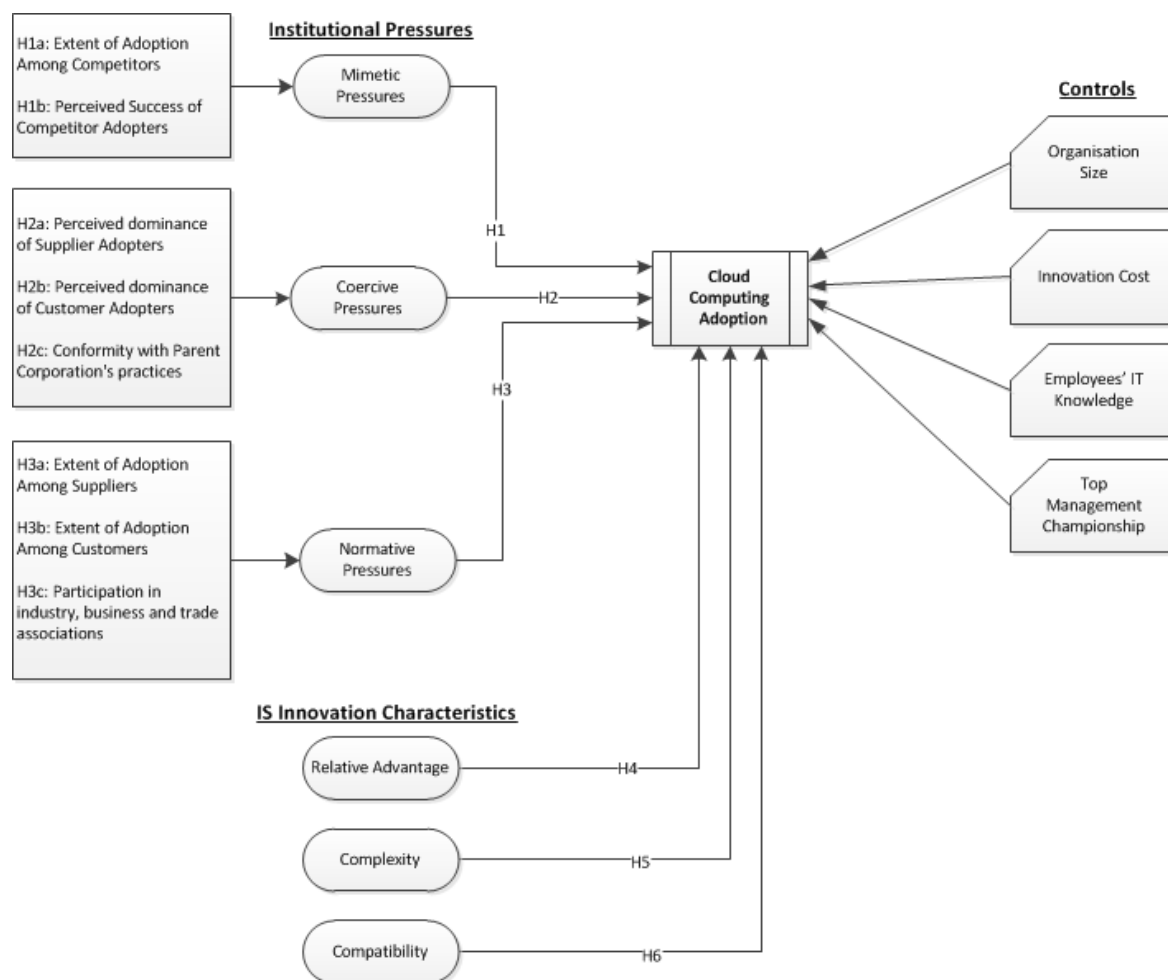 Institutional Pressures
H1a: Extent of Adoption
Among Competitors
H1b: Perceived Success of
Competitor Adopters
Mimetic
Pressures
H1
H2a: Perceived dominance
of Supplier Adopters
H2b: Perceived dominance
of Customer Adopters
H2c: Conformity with Parent
Corporation's practices
Coercive
Pressures
H2
H3a: Extent of Adoption
Among Suppliers
H3b: Extent of Adoption
Among Customers
H3c: Participation in
industry, business and trade
associations
Normative
Pressures
H3
Cloud
Computing
Adoption
Controls
Organisation
Size
Innovation Cost
Employees' IT
Knowledge
Top
Management
Championship
IS Innovation Characteristics
Relative Advantage
H4
Complexity
H5
Compatibility
H6